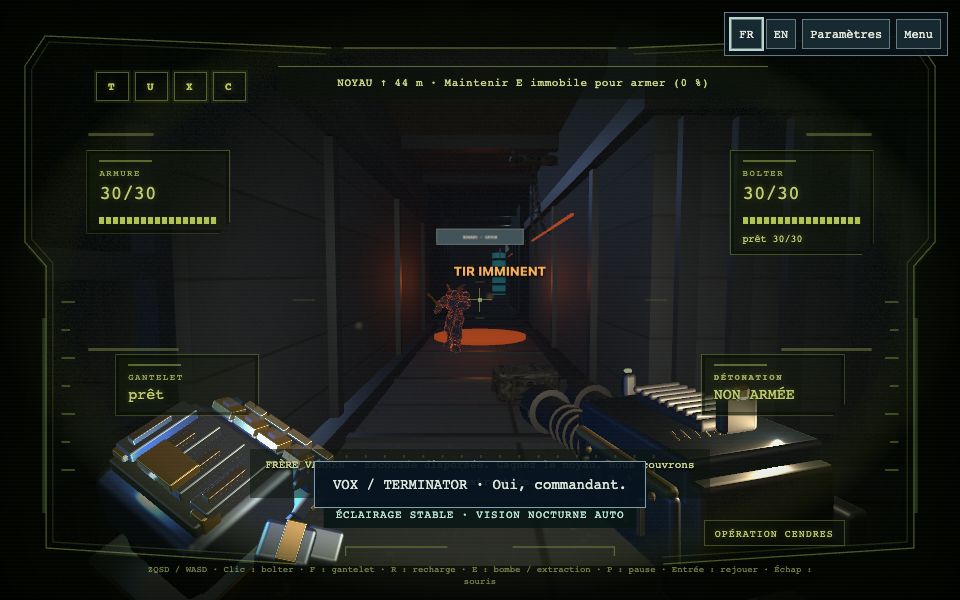 FR EN Paramètres Menu
T U X C
NOYAU ↑ 44 m · Maintenir E immobile pour armer (0 %)
ARMURE
30/30
BOLTER
30/30
prêt 30/30
TIR IMMINENT
GANTELET
prêt
DÉTONATION
NON ARMÉE
VOX / TERMINATOR · Oui, commandant.
ÉCLAIRAGE STABLE · VISION NOCTURNE AUTO
OPÉRATION CENDRES
ZQSD / WASD · Clic : bolter · F : gantelet · R : recharge · E : bombe / extraction · P : pause · Entrée : rejouer · Échap :
souris